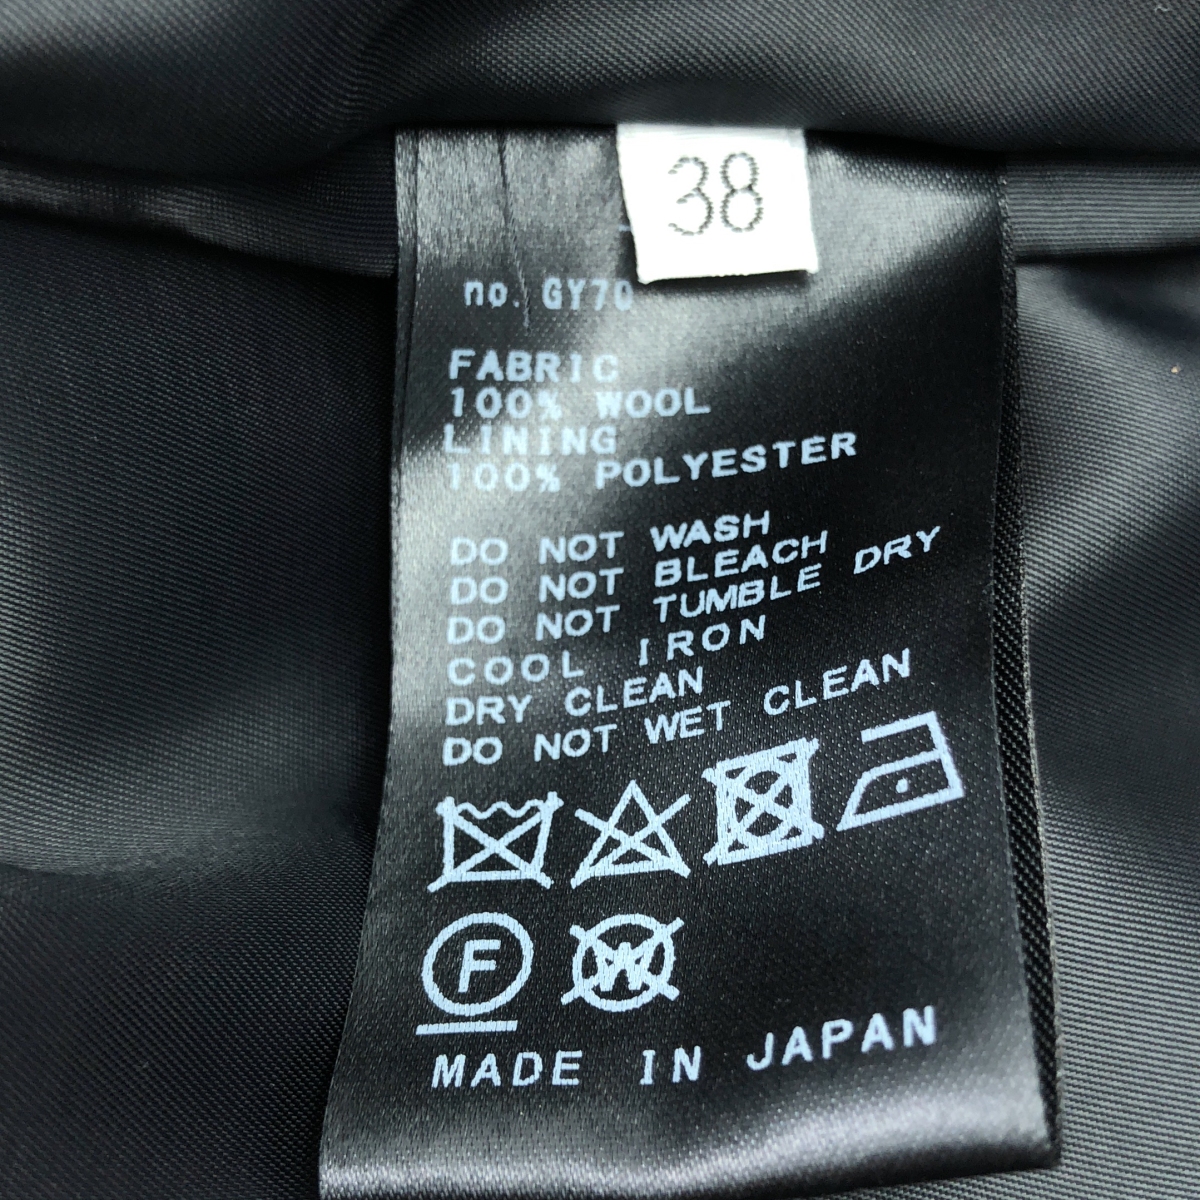 38
no. GY70
FABRIC
100% WOOL
LINING
100% POLYESTER
DO NOT WASH
DO NOT BLEACH
DO NOT TUMBLE DRY
COOL IRON
DRY CLEAN
DO NOT WET CLEAN
F W
MADE IN JAPAN